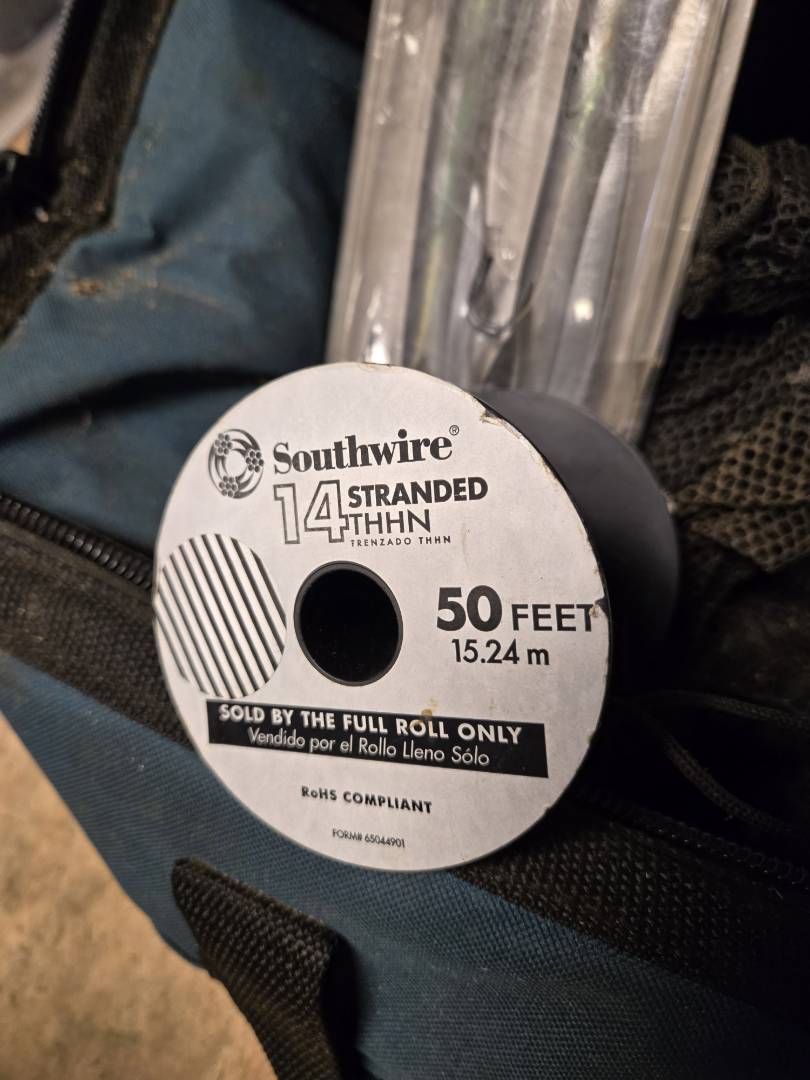 Southwire®
14 STRANDED
THHN
TRENZADO THHN
50 FEET
15.24 m
SOLD BY THE FULL ROLL ONLY
Vendido por el Rollo Lleno Sólo
RoHS COMPLIANT
FORM# 65044901